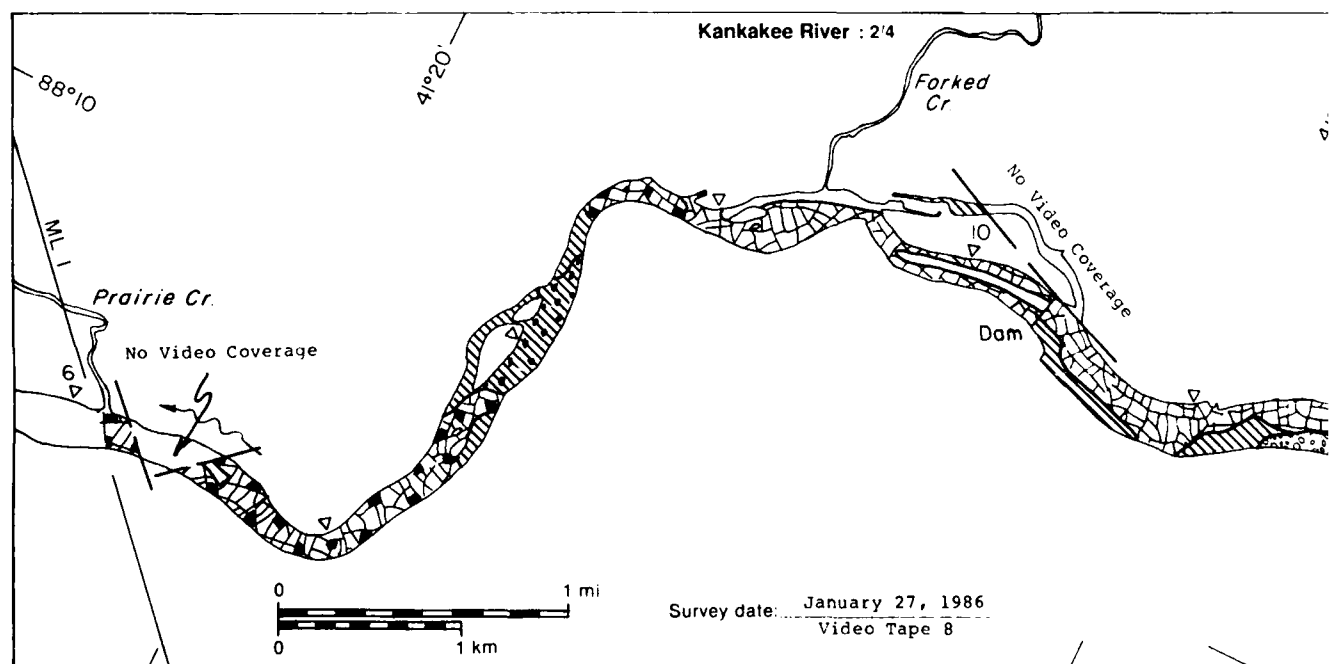 Kankakee River : 2/4
88°10
41°20'
Forked
Cr.
ML I
No Video Coverage
10
Prairie Cr.
No Video Coverage
6
Dam
0
1 mi
0
1 km
Survey date: January 27, 1986
Video Tape 8